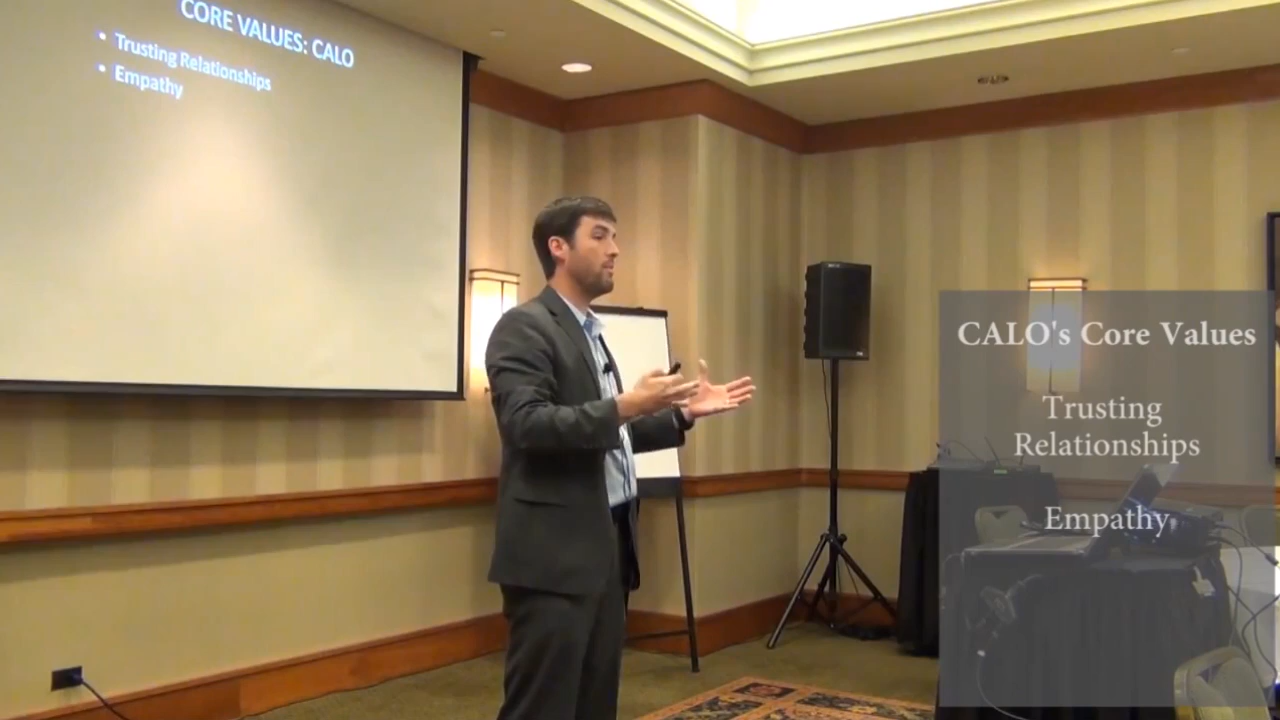 CORE VALUES: CALO
• Trusting Relationships
• Empathy
CALO's Core Values
Trusting
Relationships
Empathy